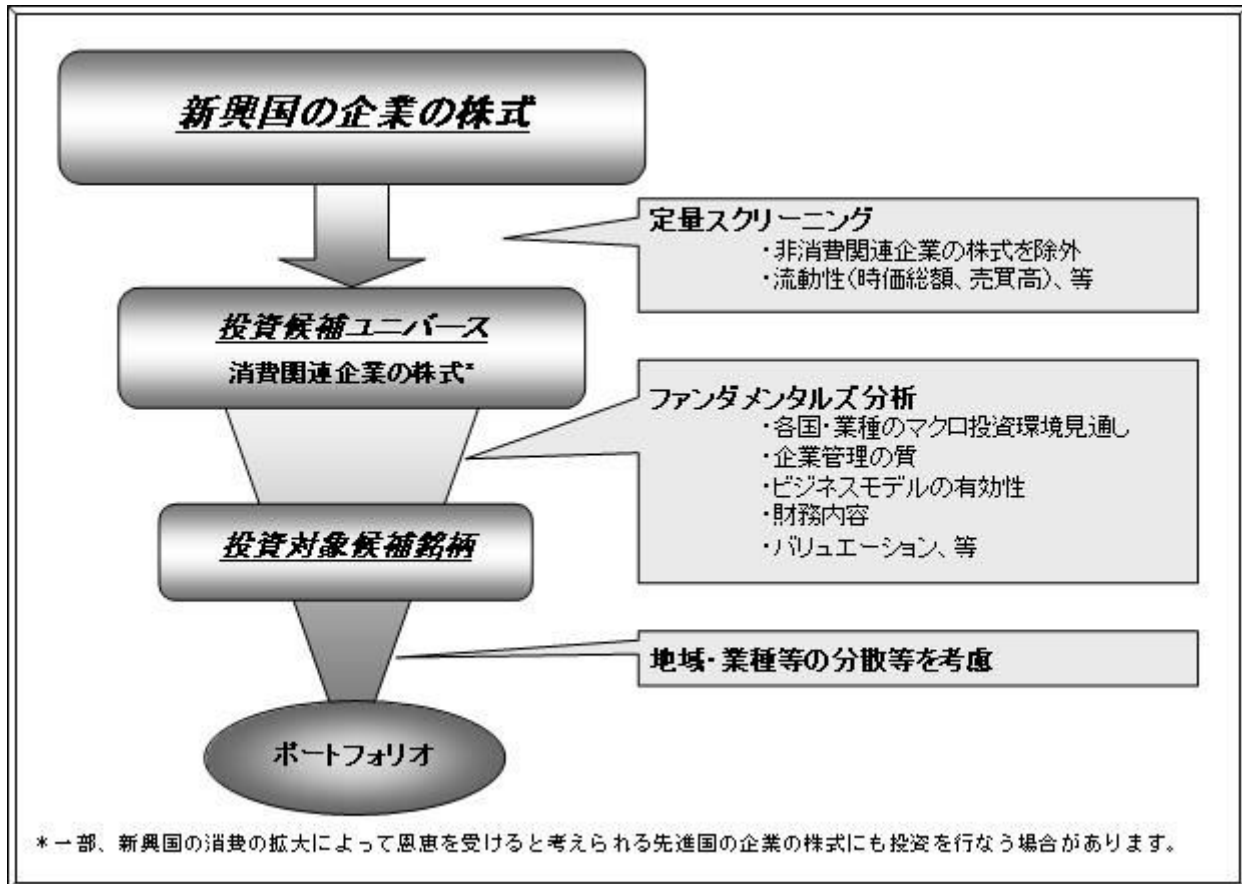 新興国の企業の株式
定量スクリーニング
・非消費関連企業の株式を除外
・流動性(時価総額、売買高)、等
投資候補ユニバース
消費関連企業の株式*
ファンダメンタルズ分析
・各国・業種のマクロ投資環境見通し
・企業管理の質
・ビジネスモデルの有効性
・財務内容
・バリュエーション、等
投資対象候補銘柄
地域・業種等の分散等を考慮
ポートフォリオ
*一部、新興国の消費の拡大によって恩恵を受けると考えられる先進国の企業の株式にも投資を行なう場合があります。